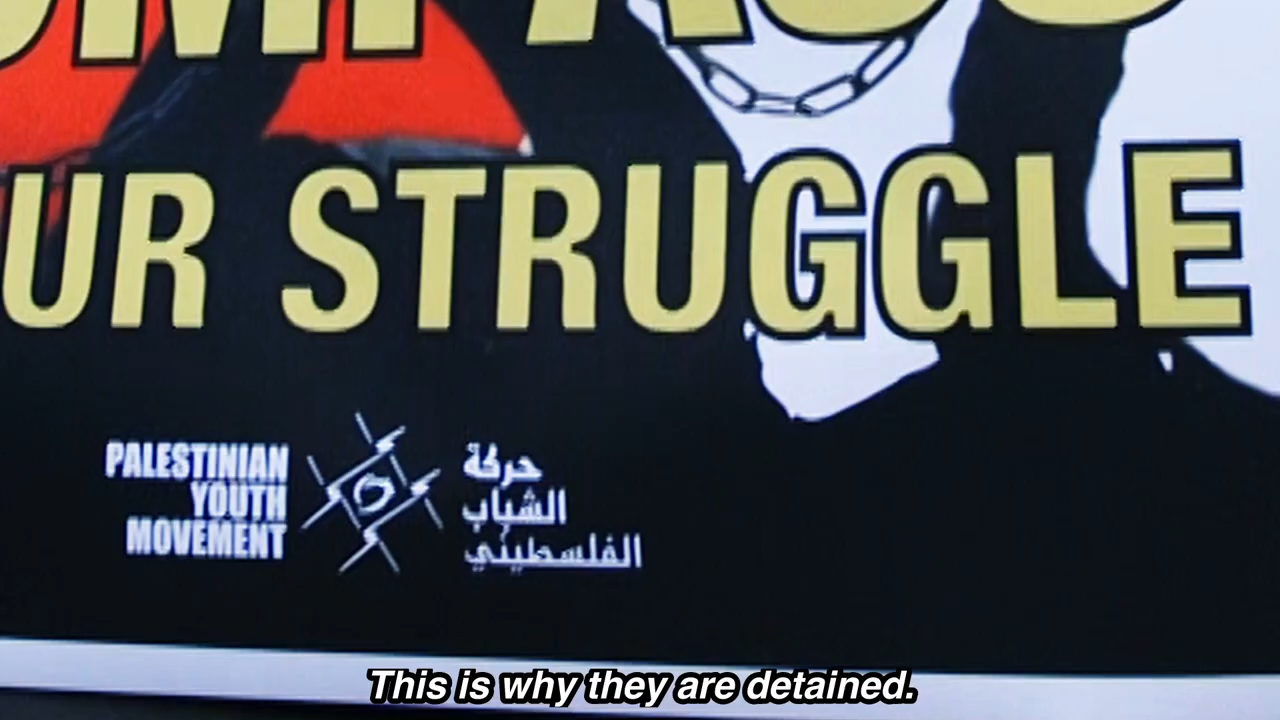 UR STRUGGLE
PALESTINIAN
YOUTH
MOVEMENT
حركة
الشباب
الفلسطيني
This is why they are detained.